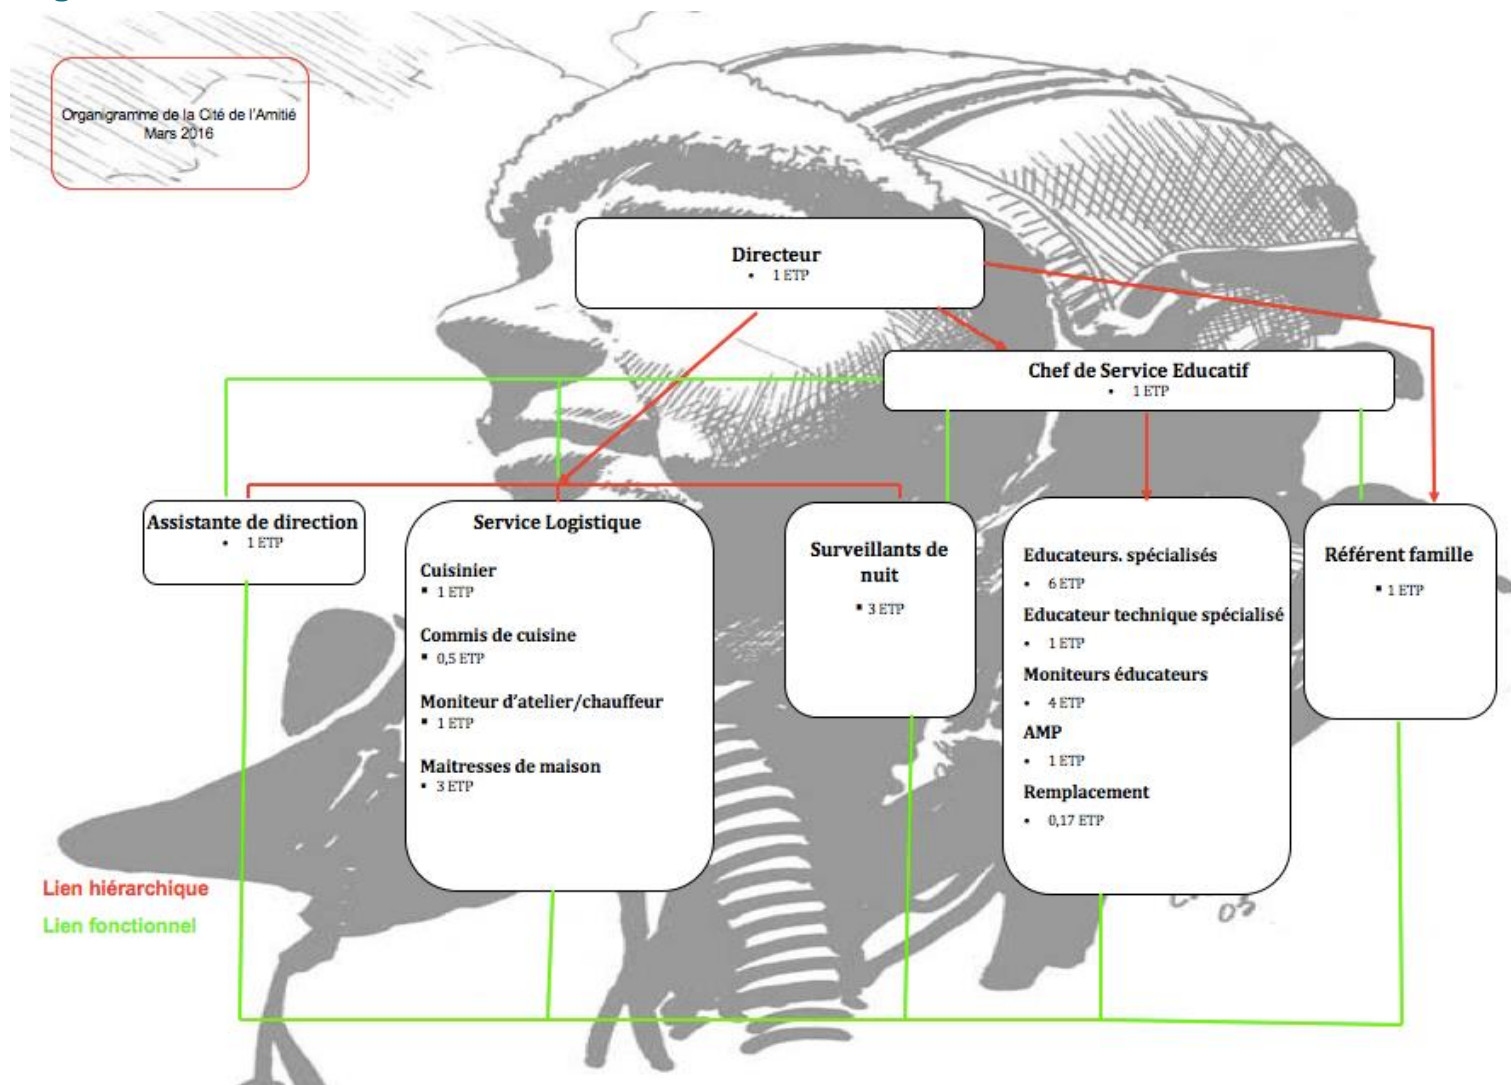 Organigramme de la Cité de l'Amitié
Mars 2016
Directeur
• 1 ETP
Chef de Service Educatif
• 1 ETP
Assistante de direction
• 1 ETP
Service Logistique
Cuisinier
▪ 1 ETP
Commis de cuisine
▪ 0,5 ETP
Moniteur d'atelier/chauffeur
▪ 1 ETP
Maitresses de maison
▪ 3 ETP
Surveillants de
nuit
▪ 3 ETP
Educateurs. spécialisés
• 6 ETP
Educateur technique spécialisé
• 1 ETP
Moniteurs éducateurs
• 4 ETP
AMP
• 1 ETP
Remplacement
• 0,17 ETP
Référent famille
▪ 1 ETP
Lien hiérarchique
Lien fonctionnel
05